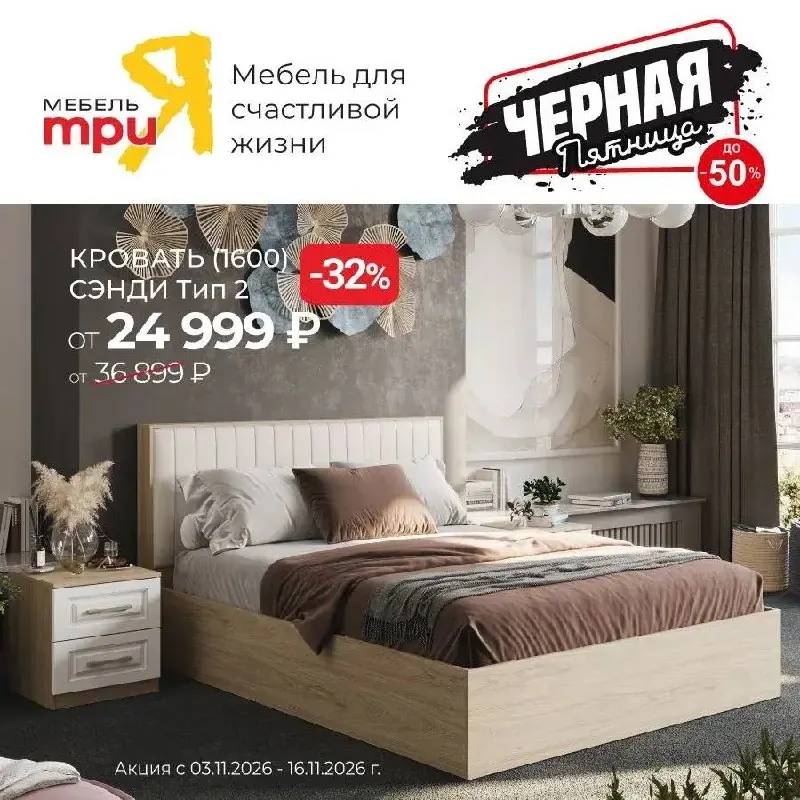 МЕБЕЛЬ
триЯ
Мебель для
счастливой
жизни
ЧЕРНАЯ
Пятница
до
-50%
КРОВАТЬ (1600)
СЭНДИ Тип 2
-32%
от 24 999 ₽
от 36 899 ₽
Акция с 03.11.2026 - 16.11.2026 г.